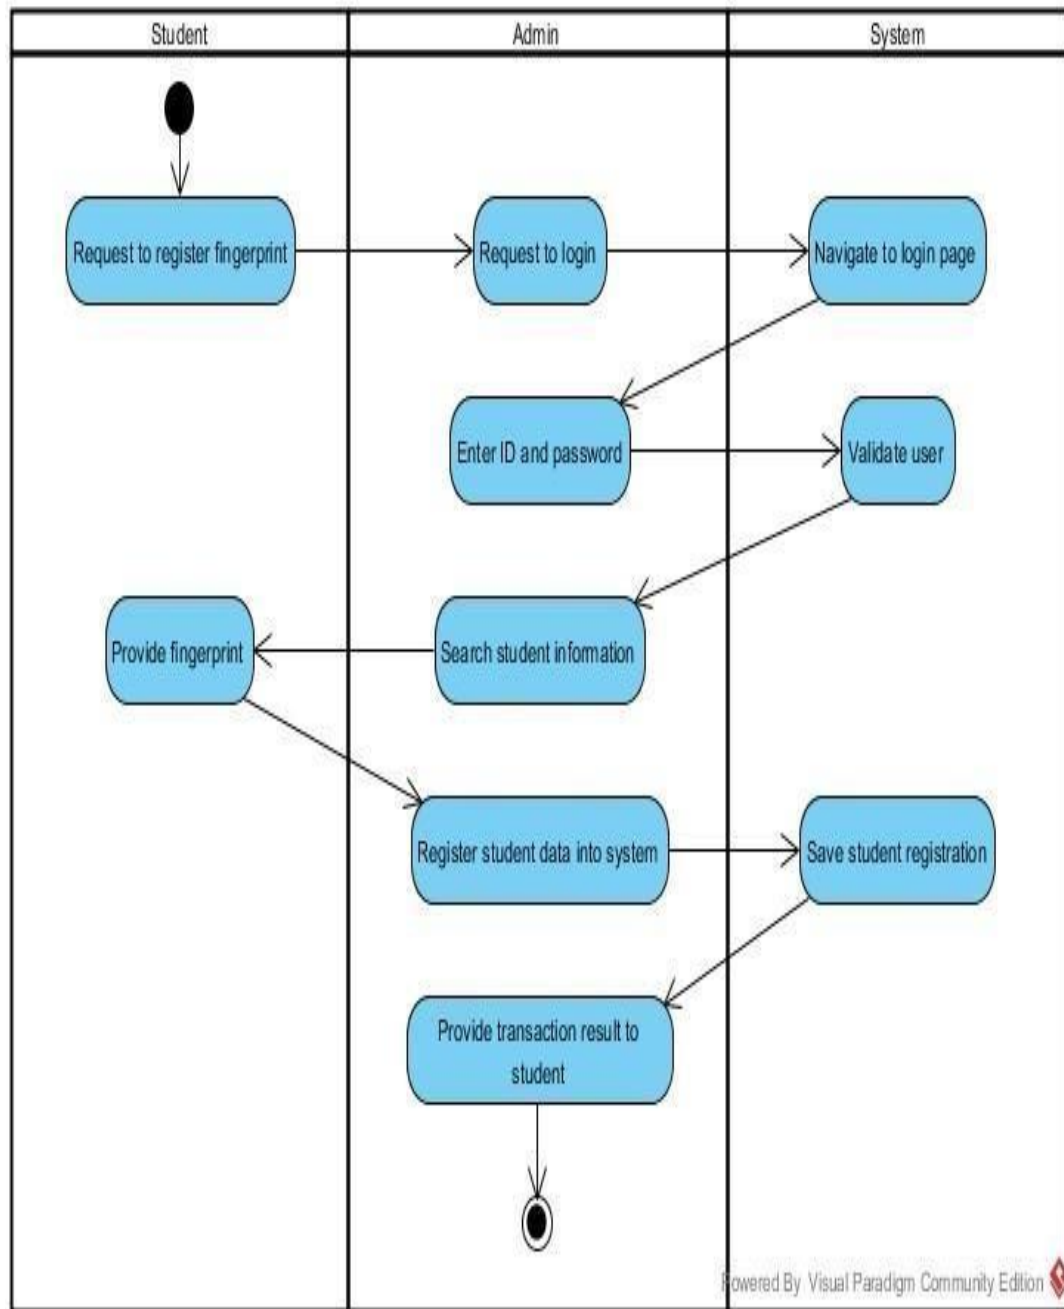 Student
Admin
System
Request to register fingerprint
Request to login
Navigate to login page
Enter ID and password
Validate user
Provide fingerprint
Search student information
Register student data into system
Save student registration
Provide transaction result to
student
Powered By Visual Paradigm Community Edition